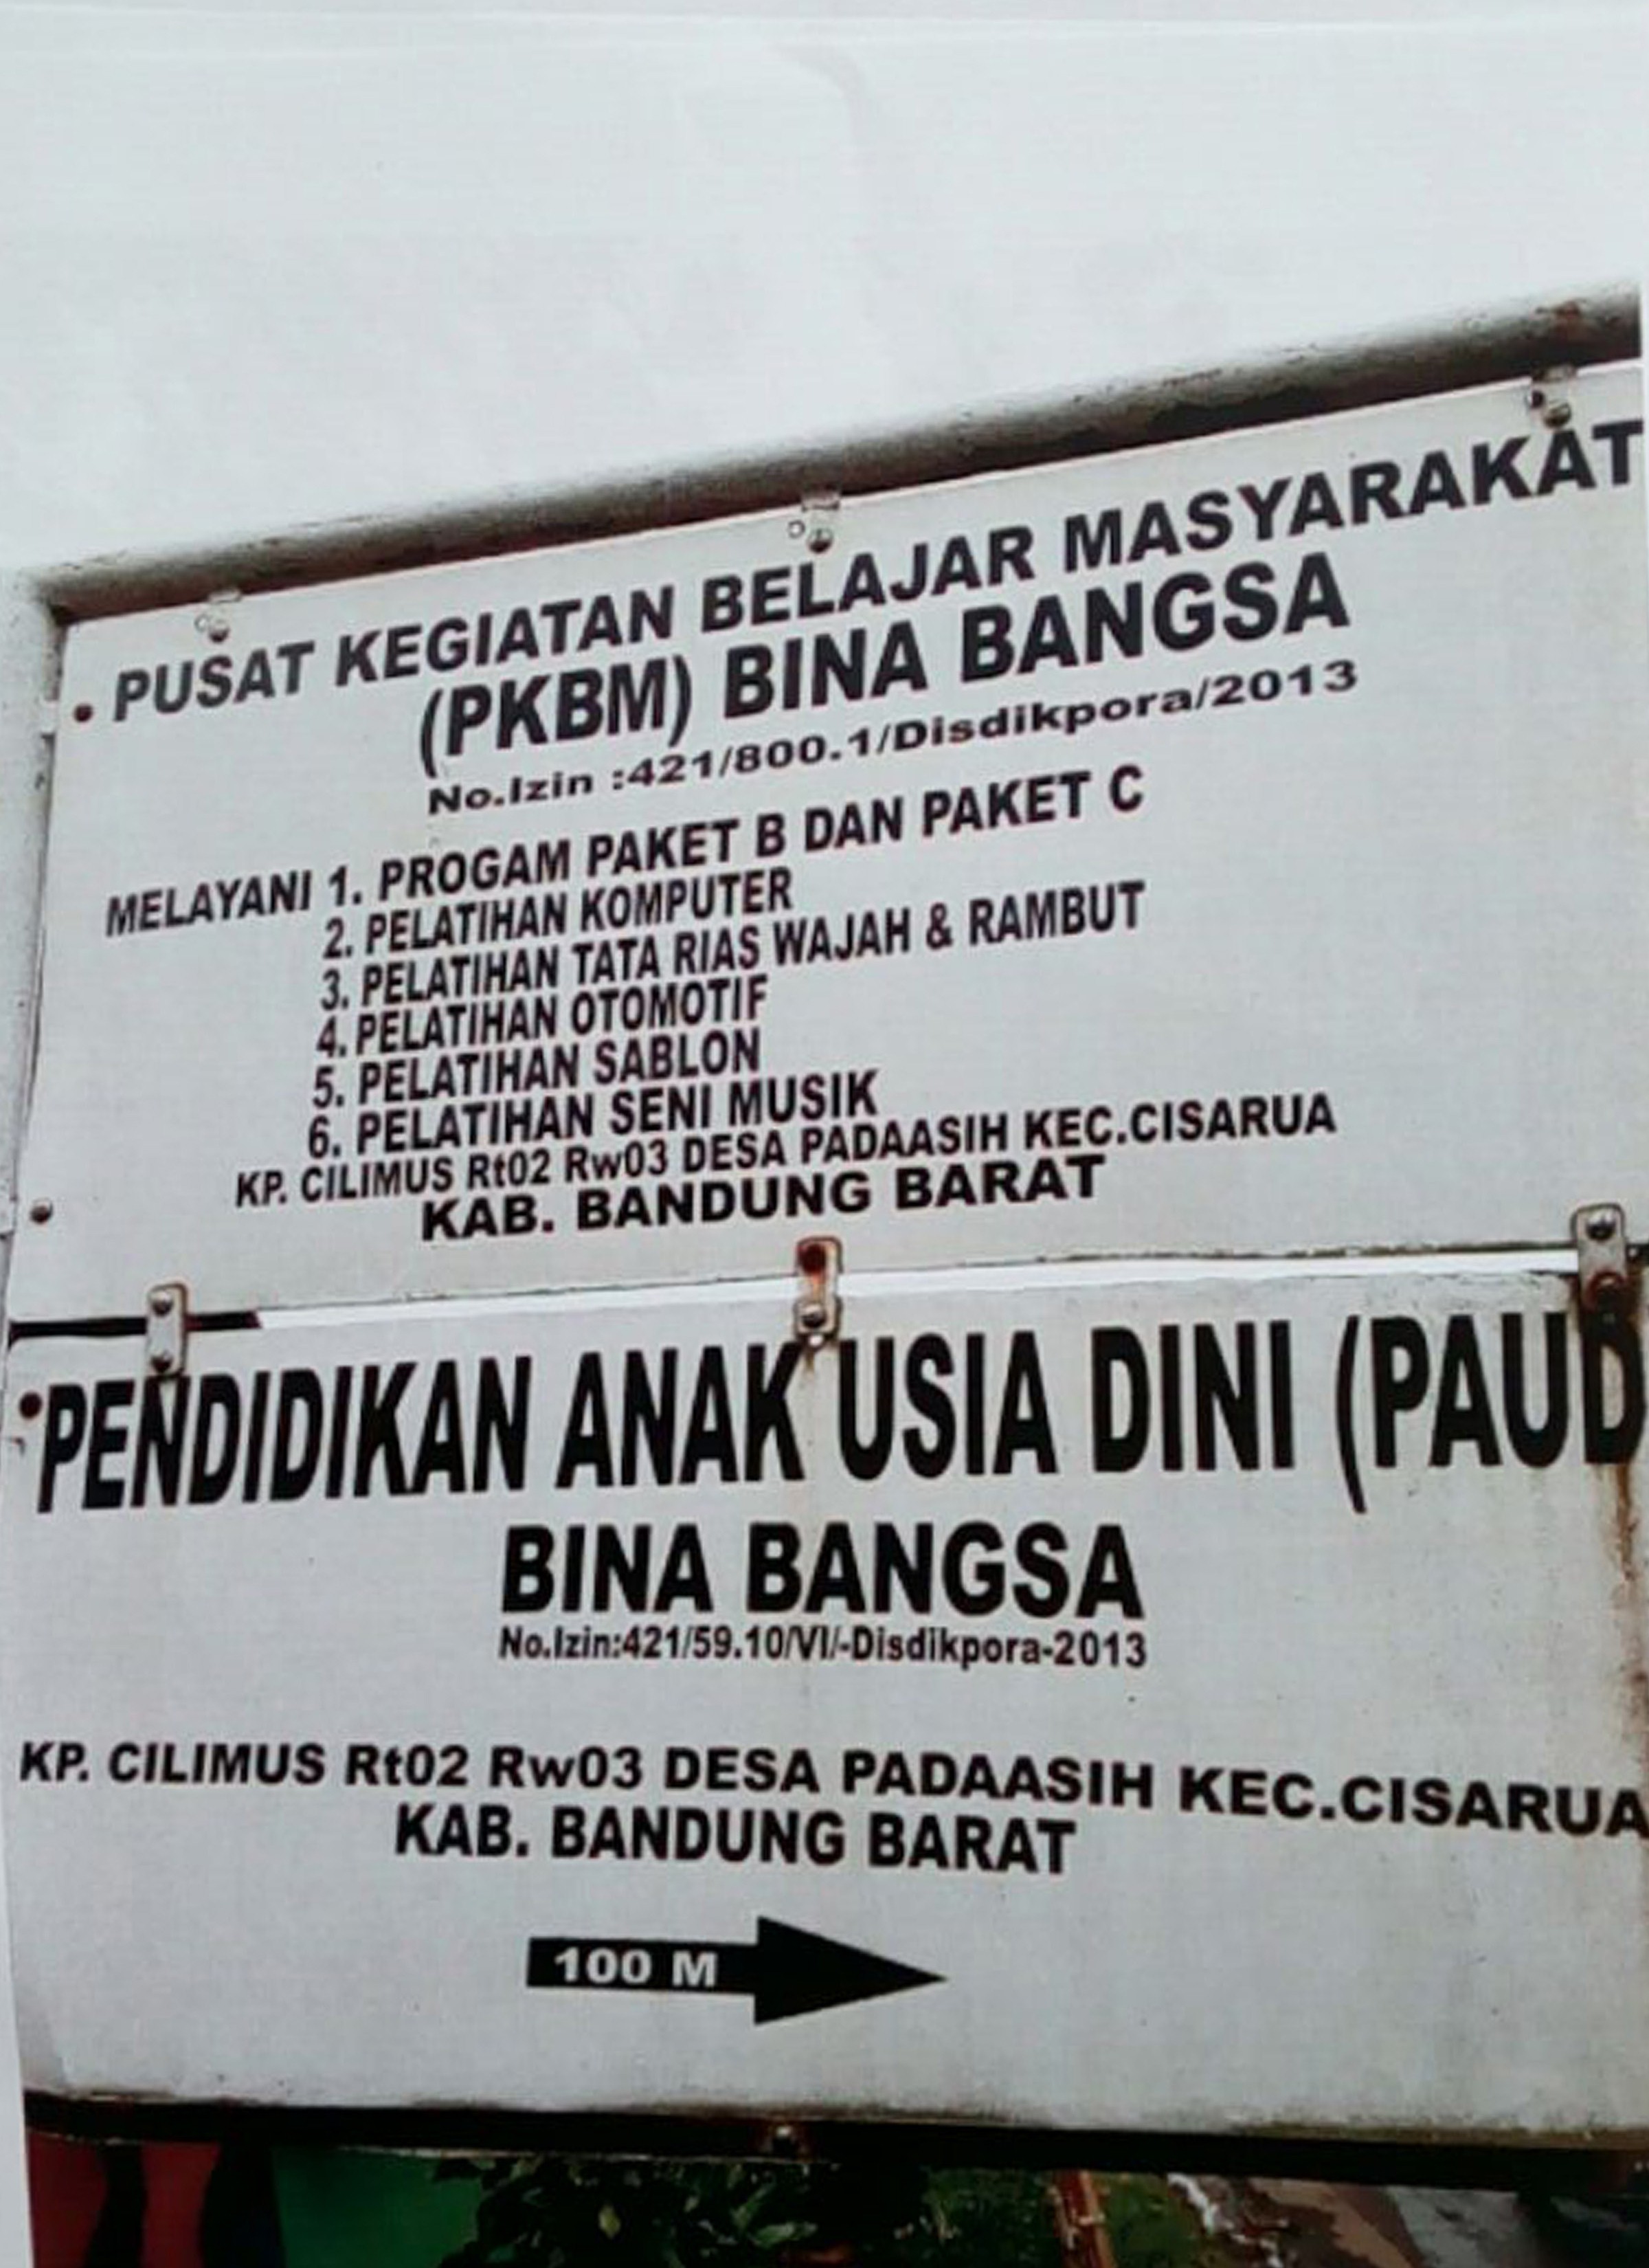 PUSAT KEGIATAN BELAJAR MASYARAKAT
(PKBM) BINA BANGSA
No.Izin :421/800.1/Disdikpora/2013
MELAYANI 1. PROGAM PAKET B DAN PAKET C
2. PELATIHAN KOMPUTER
3. PELATIHAN TATA RIAS WAJAH & RAMBUT
4. PELATIHAN OTOMOTIF
5. PELATIHAN SABLON
6. PELATIHAN SENI MUSIK
KP. CILIMUS Rt02 Rw03 DESA PADAASIH KEC.CISARUA
KAB. BANDUNG BARAT
PENDIDIKAN ANAK USIA DINI (PAUD
BINA BANGSA
No.Izin:421/59.10/VI/-Disdikpora-2013
KP. CILIMUS Rt02 Rw03 DESA PADAASIH KEC.CISARUA
KAB. BANDUNG BARAT
100 M